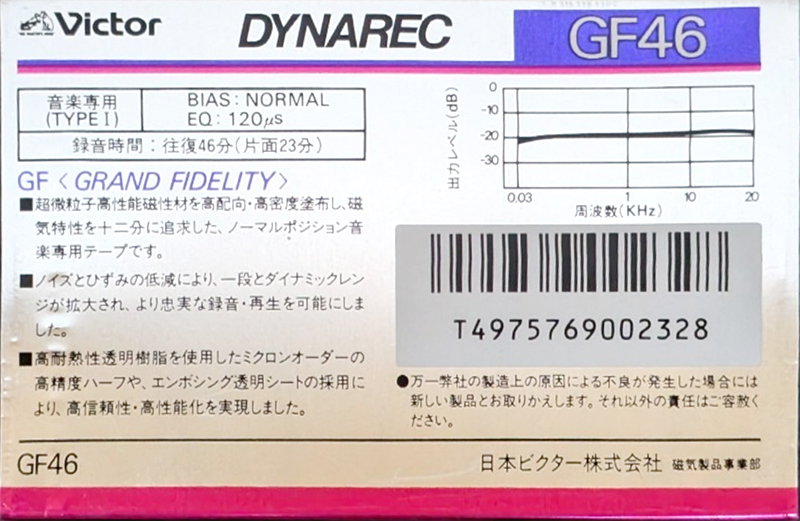 Victor DYNAREC GF46
音楽専用 BIAS: NORMAL
(TYPE I) EQ: 120μs
録音時間:往復46分(片面23分)
GF〈GRAND FIDELITY〉
■超微粒子高性能磁性材を高配向・高密度塗布し、磁
気特性を十二分に追求した、ノーマルポジション音
楽専用テープです。
■ノイズとひずみの低減により、一段とダイナミックレン
ジが拡大され、より忠実な録音・再生を可能にしま
した。
■高耐熱性透明樹脂を使用したミクロンオーダーの
高精度ハーフや、エンボシング透明シートの採用に
より、高信頼性・高性能化を実現しました。
出力レベル(dB)
0
-10
-20
-30
0.03 1 10 20
周波数(KHz)
T4975769002328
●万一弊社の製造上の原因による不良が発生した場合には
新しい製品とお取りかえします。それ以外の責任はご容赦く
ださい。
GF46 日本ビクター株式会社 磁気製品事業部